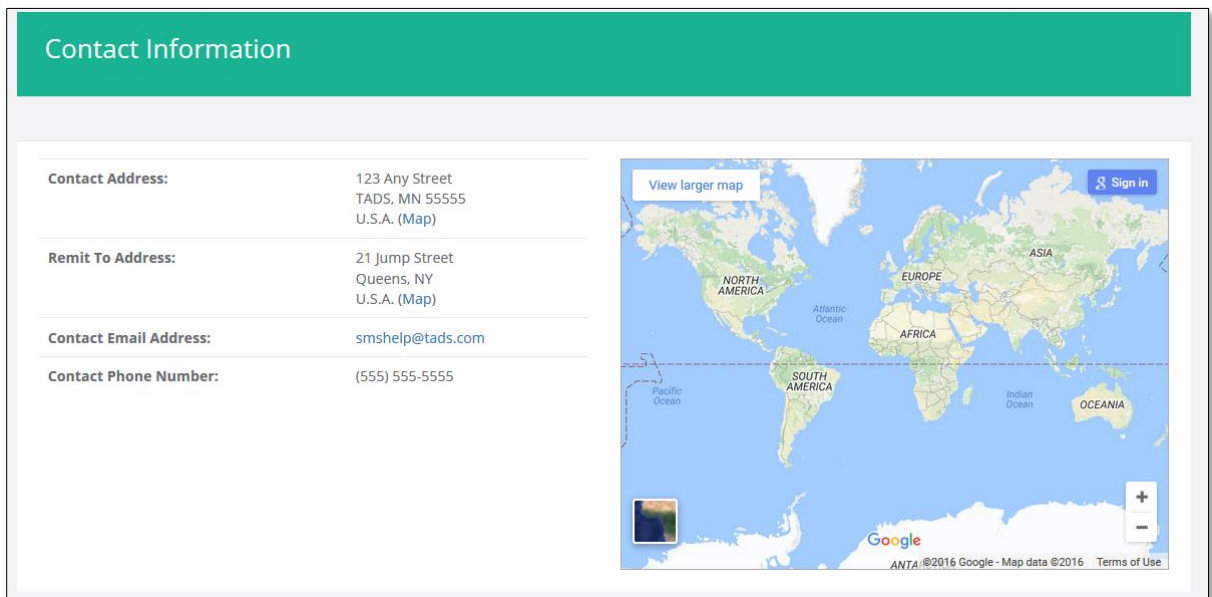 Contact Information
Contact Address:
123 Any Street
TADS, MN 55555
U.S.A. (Map)
Remit To Address:
21 Jump Street
Queens, NY
U.S.A. (Map)
Contact Email Address:
smshelp@tads.com
Contact Phone Number:
(555) 555-5555
View larger map
Sign in
NORTH
AMERICA
EUROPE
ASIA
Atlantic
Ocean
AFRICA
SOUTH
AMERICA
Pacific
Ocean
Indian
Ocean
OCEANIA
+
−
Google
ANTA
©2016 Google - Map data ©2016 Terms of Use